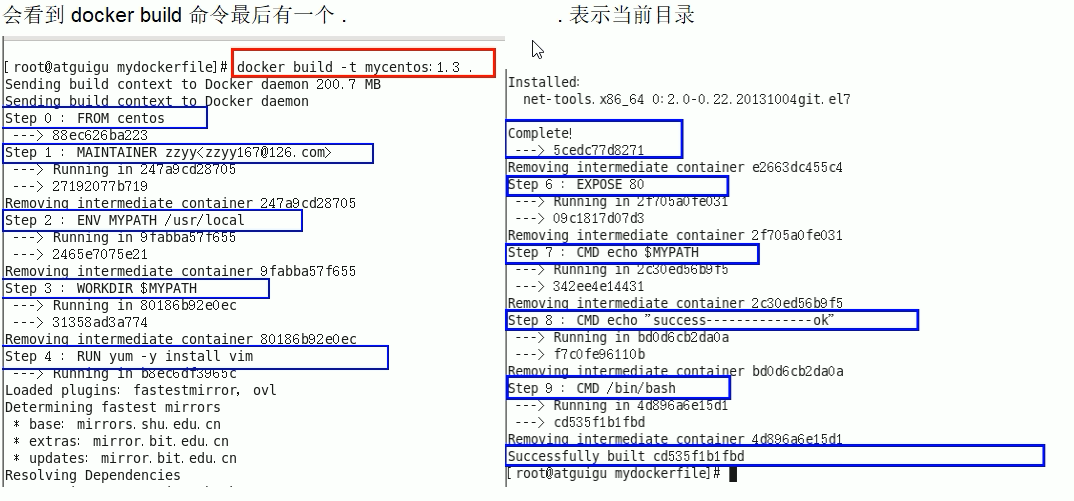 会看到 docker build 命令最后有一个 .
. 表示当前目录
[root@atguigu mydockerfile]# docker build -t mycentos:1.3 .
Sending build context to Docker daemon 200.7 MB
Sending build context to Docker daemon
Step 0 : FROM centos
---> 88ec626ba223
Step 1 : MAINTAINER zzyy<zzyy167@126.com>
---> Running in 247a9cd28705
---> 27192077b719
Removing intermediate container 247a9cd28705
Step 2 : ENV MYPATH /usr/local
---> Running in 9fabba57f655
---> 2465e7075e21
Removing intermediate container 9fabba57f655
Step 3 : WORKDIR $MYPATH
---> Running in 80186b92e0ec
---> 31358ad3a774
Removing intermediate container 80186b92e0ec
Step 4 : RUN yum -y install vim
---> Running in b8ec6df3965c
Loaded plugins: fastestmirror, ovl
Determining fastest mirrors
* base: mirrors.shu.edu.cn
* extras: mirror.bit.edu.cn
* updates: mirror.bit.edu.cn
Resolving Dependencies
Installed:
net-tools.x86_64 0:2.0-0.22.20131004git.el7
Complete!
---> 5cedc77d8271
Removing intermediate container e2663dc455c4
Step 6 : EXPOSE 80
---> Running in 2f705a0fe031
---> 09c1817d07d3
Removing intermediate container 2f705a0fe031
Step 7 : CMD echo $MYPATH
---> Running in 2c30ed56b9f5
---> 342ee4e14431
Removing intermediate container 2c30ed56b9f5
Step 8 : CMD echo "success--------------ok"
---> Running in bd0d6cb2da0a
---> f7c0fe96110b
Removing intermediate container bd0d6cb2da0a
Step 9 : CMD /bin/bash
---> Running in 4d896a6e15d1
---> cd535f1b1fbd
Removing intermediate container 4d896a6e15d1
Successfully built cd535f1b1fbd
[root@atguigu mydockerfile]#